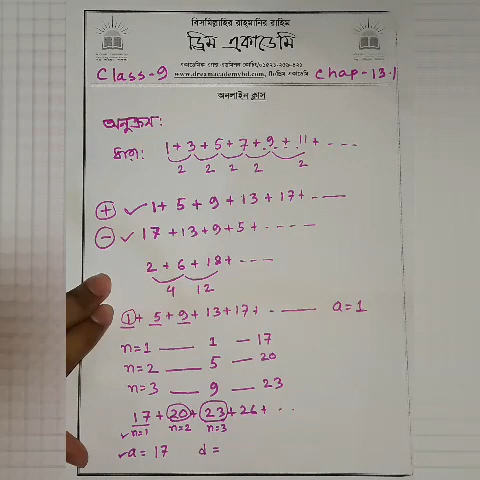 বিসমিল্লাহির রাহমানির রাহিম
ড্রিম একাডেমি
www.dreamacademybd.com,
Class-9 Chap-13.1
অনলাইন ক্লাস
অনুক্রম:
ধারা: 1+3+5+7+9+11+ - - -
2 2 2 2 2
+ ✓ 1+5+9+13+17+ ——
- ✓ 17+13+9+5+ - - - -
2+6+18+ - - - -
4 12
1+5+9+13+17+ - —— a=1
n=1 —— 1 — 17
n=2 —— 5 — 20
n=3 —— 9 — 23
17+20+23+26+ - -
✓ n=1 n=2 n=3
✓ a=17 d=